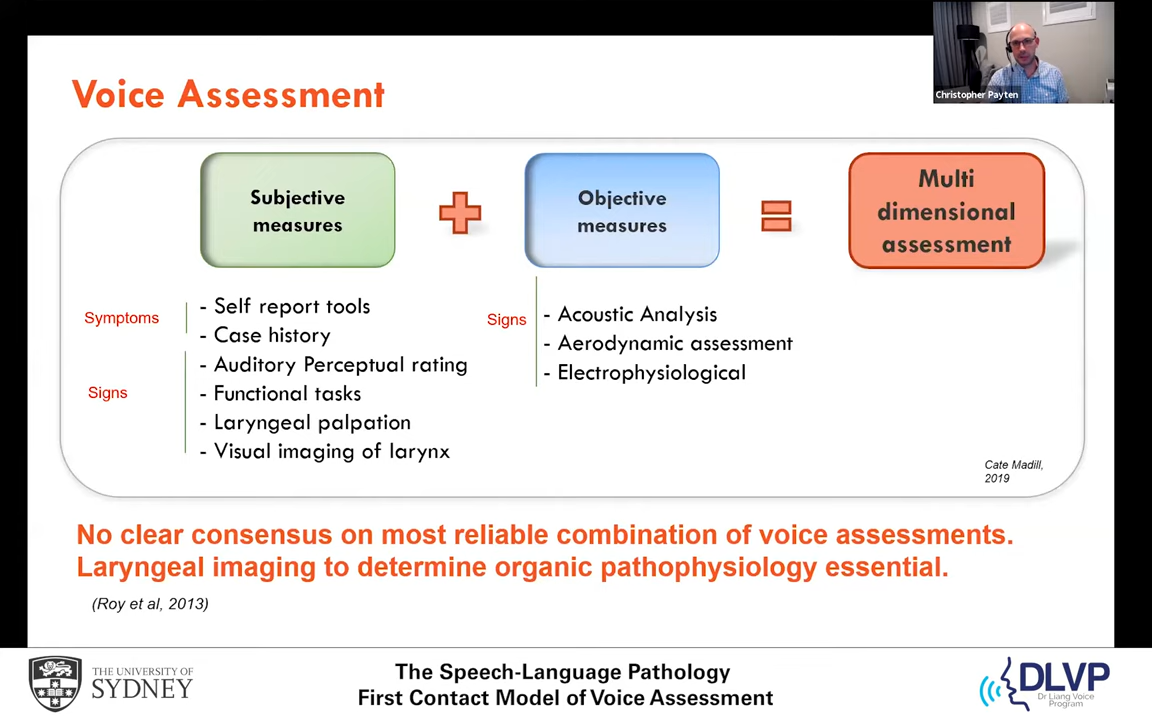 Christopher Payten
Voice Assessment
Subjective
measures
Objective
measures
Multi
dimensional
assessment
Symptoms
- Self report tools
- Case history
Signs
- Auditory Perceptual rating
- Functional tasks
- Laryngeal palpation
- Visual imaging of larynx
Signs
- Acoustic Analysis
- Aerodynamic assessment
- Electrophysiological
Cate Madill,
2019
No clear consensus on most reliable combination of voice assessments.
Laryngeal imaging to determine organic pathophysiology essential.
(Roy et al, 2013)
THE UNIVERSITY OF
SYDNEY
The Speech-Language Pathology
First Contact Model of Voice Assessment
DLVP
Dr Liang Voice
Program